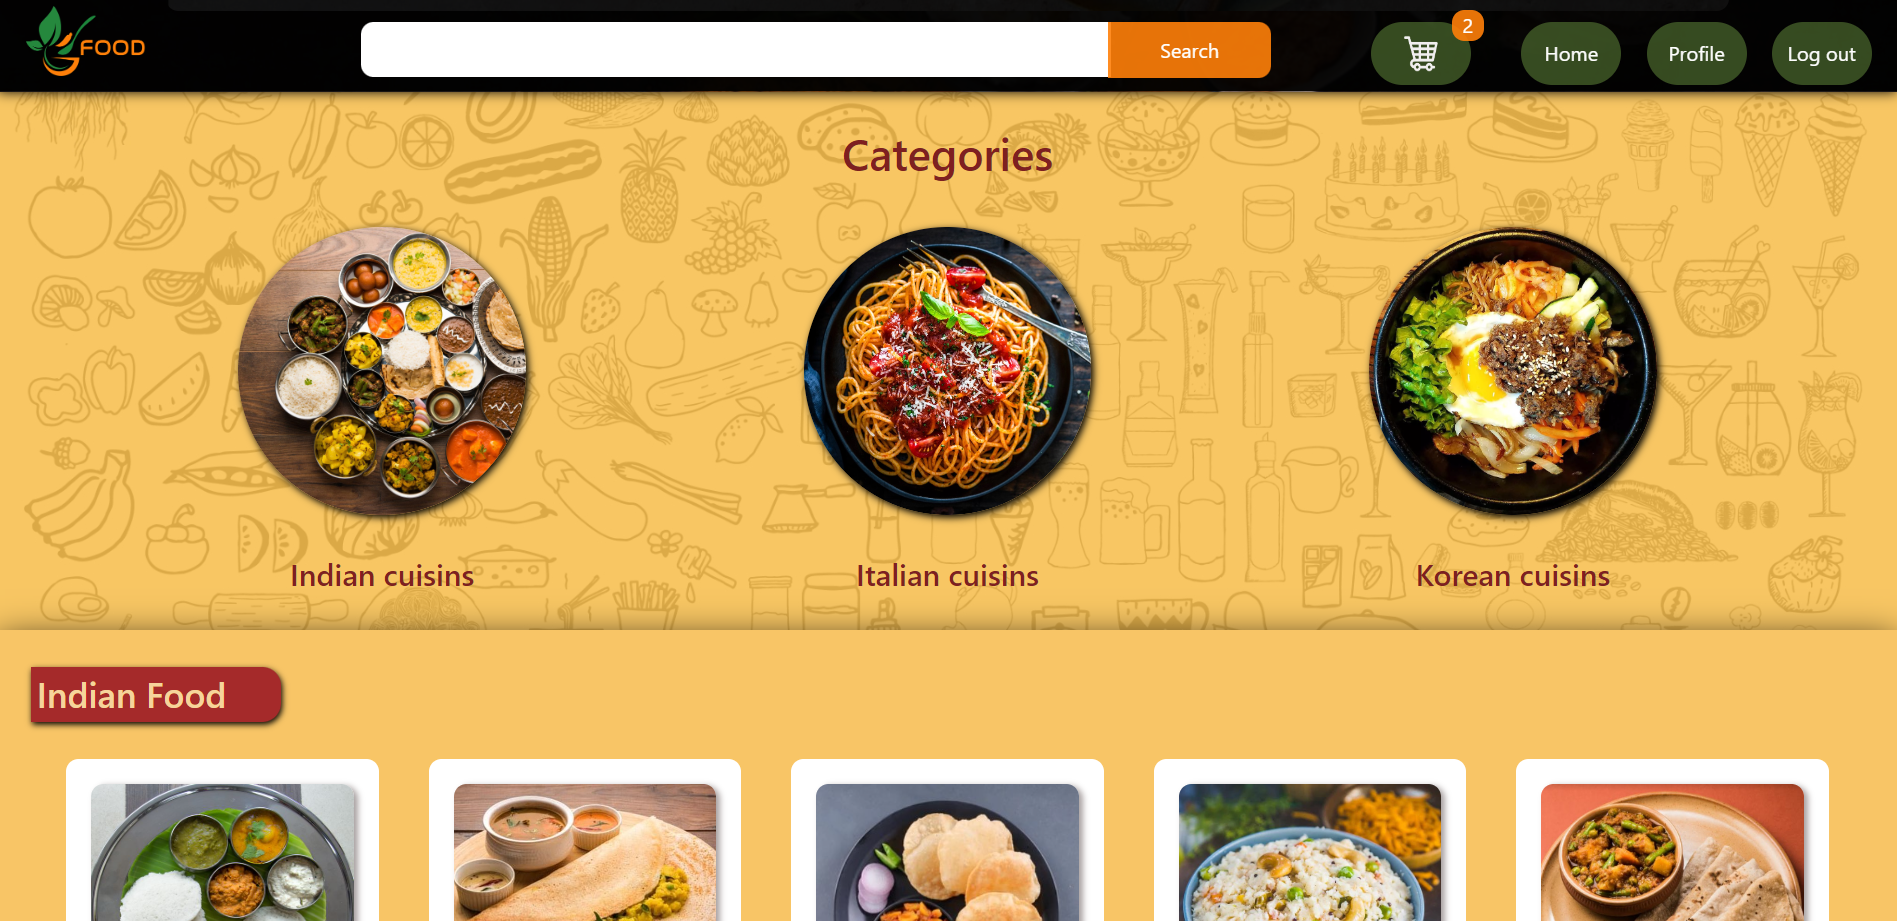 FOOD
Search
2
Home
Profile
Log out
Categories
Indian cuisins
Italian cuisins
Korean cuisins
Indian Food